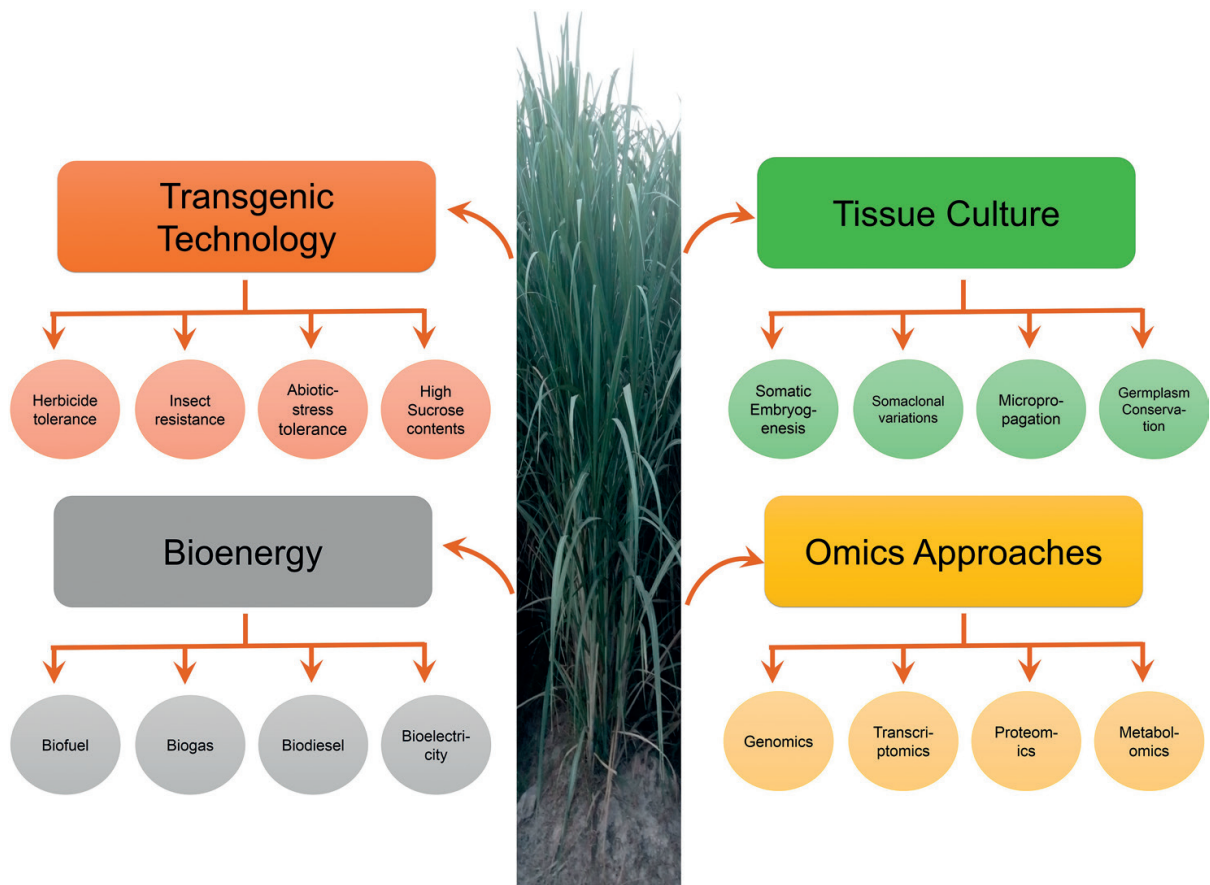 Transgenic
Technology
Herbicide
tolerance
Insect
resistance
Abiotic-
stress
tolerance
High
Sucrose
contents
Tissue Culture
Somatic
Embryog-
enesis
Somaclonal
variations
Micropro-
pagation
Germplasm
Conserva-
tion
Bioenergy
Biofuel
Biogas
Biodiesel
Bioelectri-
city
Omics Approaches
Genomics
Transcri-
ptomics
Proteom-
ics
Metabol-
omics